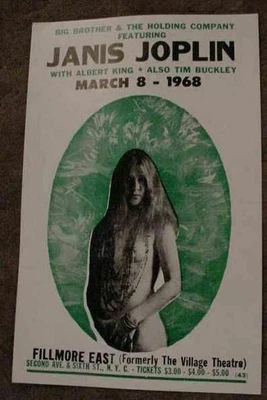 BIG BROTHER & THE HOLDING COMPANY
FEATURING
JANIS JOPLIN
WITH ALBERT KING • ALSO TIM BUCKLEY
MARCH 8 - 1968
FILLMORE EAST (Formerly The Village Theatre)
SECOND AVE. & SIXTH ST., N.Y.C. - TICKETS $3.00 - $4.00 - $5.00 (43)